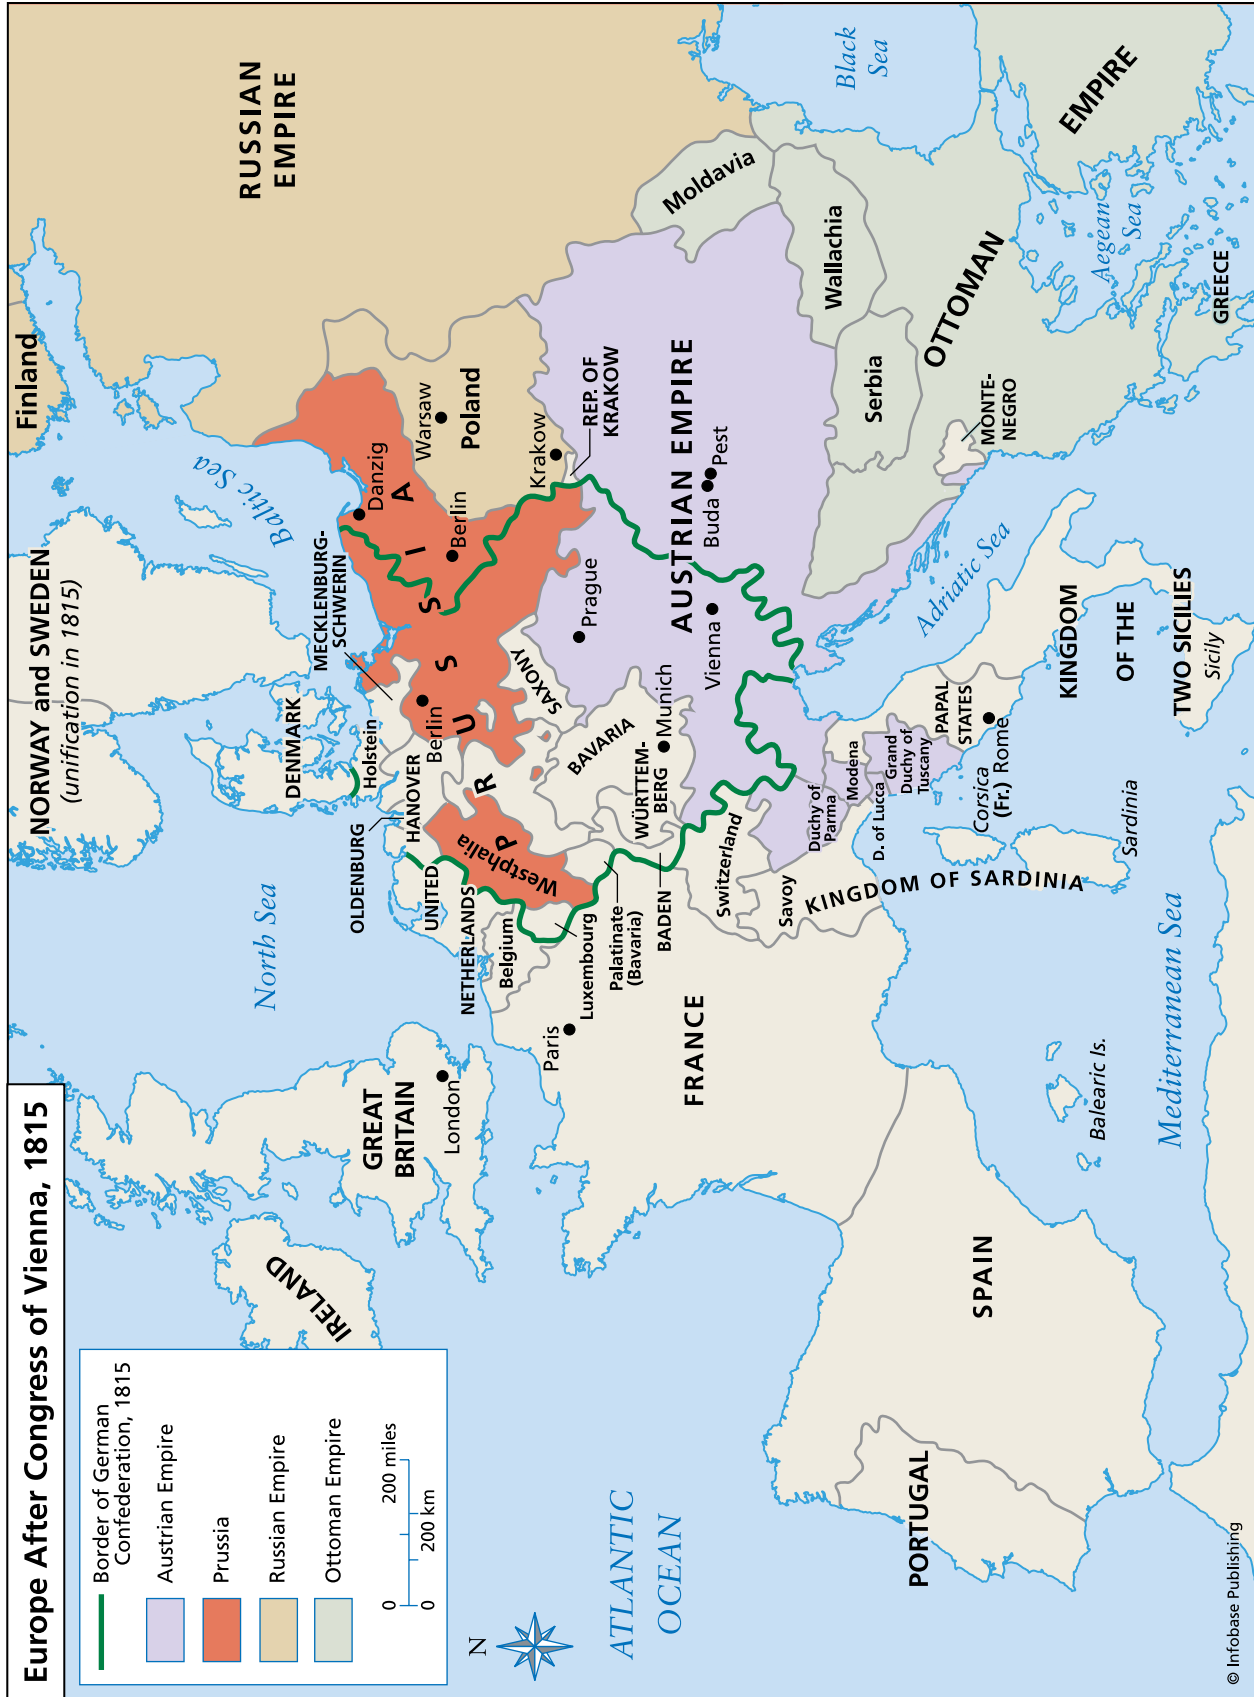 Europe After Congress of Vienna, 1815
Border of German
Confederation, 1815
Austrian Empire
Prussia
Russian Empire
Ottoman Empire
0
200 miles
0
200 km
N
ATLANTIC
OCEAN
North Sea
Baltic Sea
Black
Sea
Aegean
Sea
Adriatic Sea
Mediterranean Sea
NORWAY and SWEDEN
(unification in 1815)
Finland
RUSSIAN
EMPIRE
IRELAND
GREAT
BRITAIN
London
DENMARK
Holstein
MECKLENBURG-
SCHWERIN
OLDENBURG
HANOVER
UNITED
NETHERLANDS
Belgium
Luxembourg
Westphalia
PRUSSIA
Berlin
Berlin
Danzig
Warsaw
Poland
Krakow
REP. OF
KRAKOW
SAXONY
Prague
BAVARIA
Munich
WÜRTTEM-
BERG
Palatinate
(Bavaria)
BADEN
Paris
FRANCE
Switzerland
Savoy
AUSTRIAN EMPIRE
Vienna
Buda
Pest
Moldavia
Wallachia
Serbia
OTTOMAN
EMPIRE
MONTE-
NEGRO
GREECE
Duchy of
Parma
Modena
D. of Lucca
Grand
Duchy of
Tuscany
PAPAL
STATES
Rome
Corsica
(Fr.)
Sardinia
KINGDOM OF SARDINIA
KINGDOM
OF THE
TWO SICILIES
Sicily
Balearic Is.
SPAIN
PORTUGAL
© Infobase Publishing